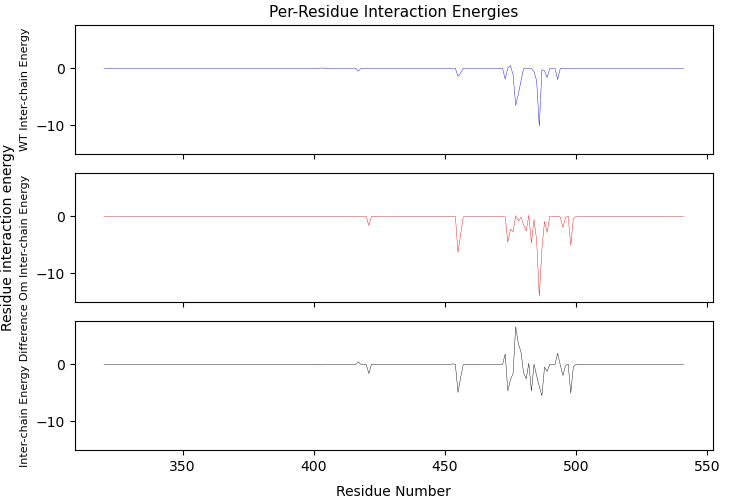 Per-Residue Interaction Energies
Residue interaction energy
WT Inter-chain Energy
0
−10
Om Inter-chain Energy
0
−10
Inter-chain Energy Difference
0
−10
350
400
450
500
550
Residue Number